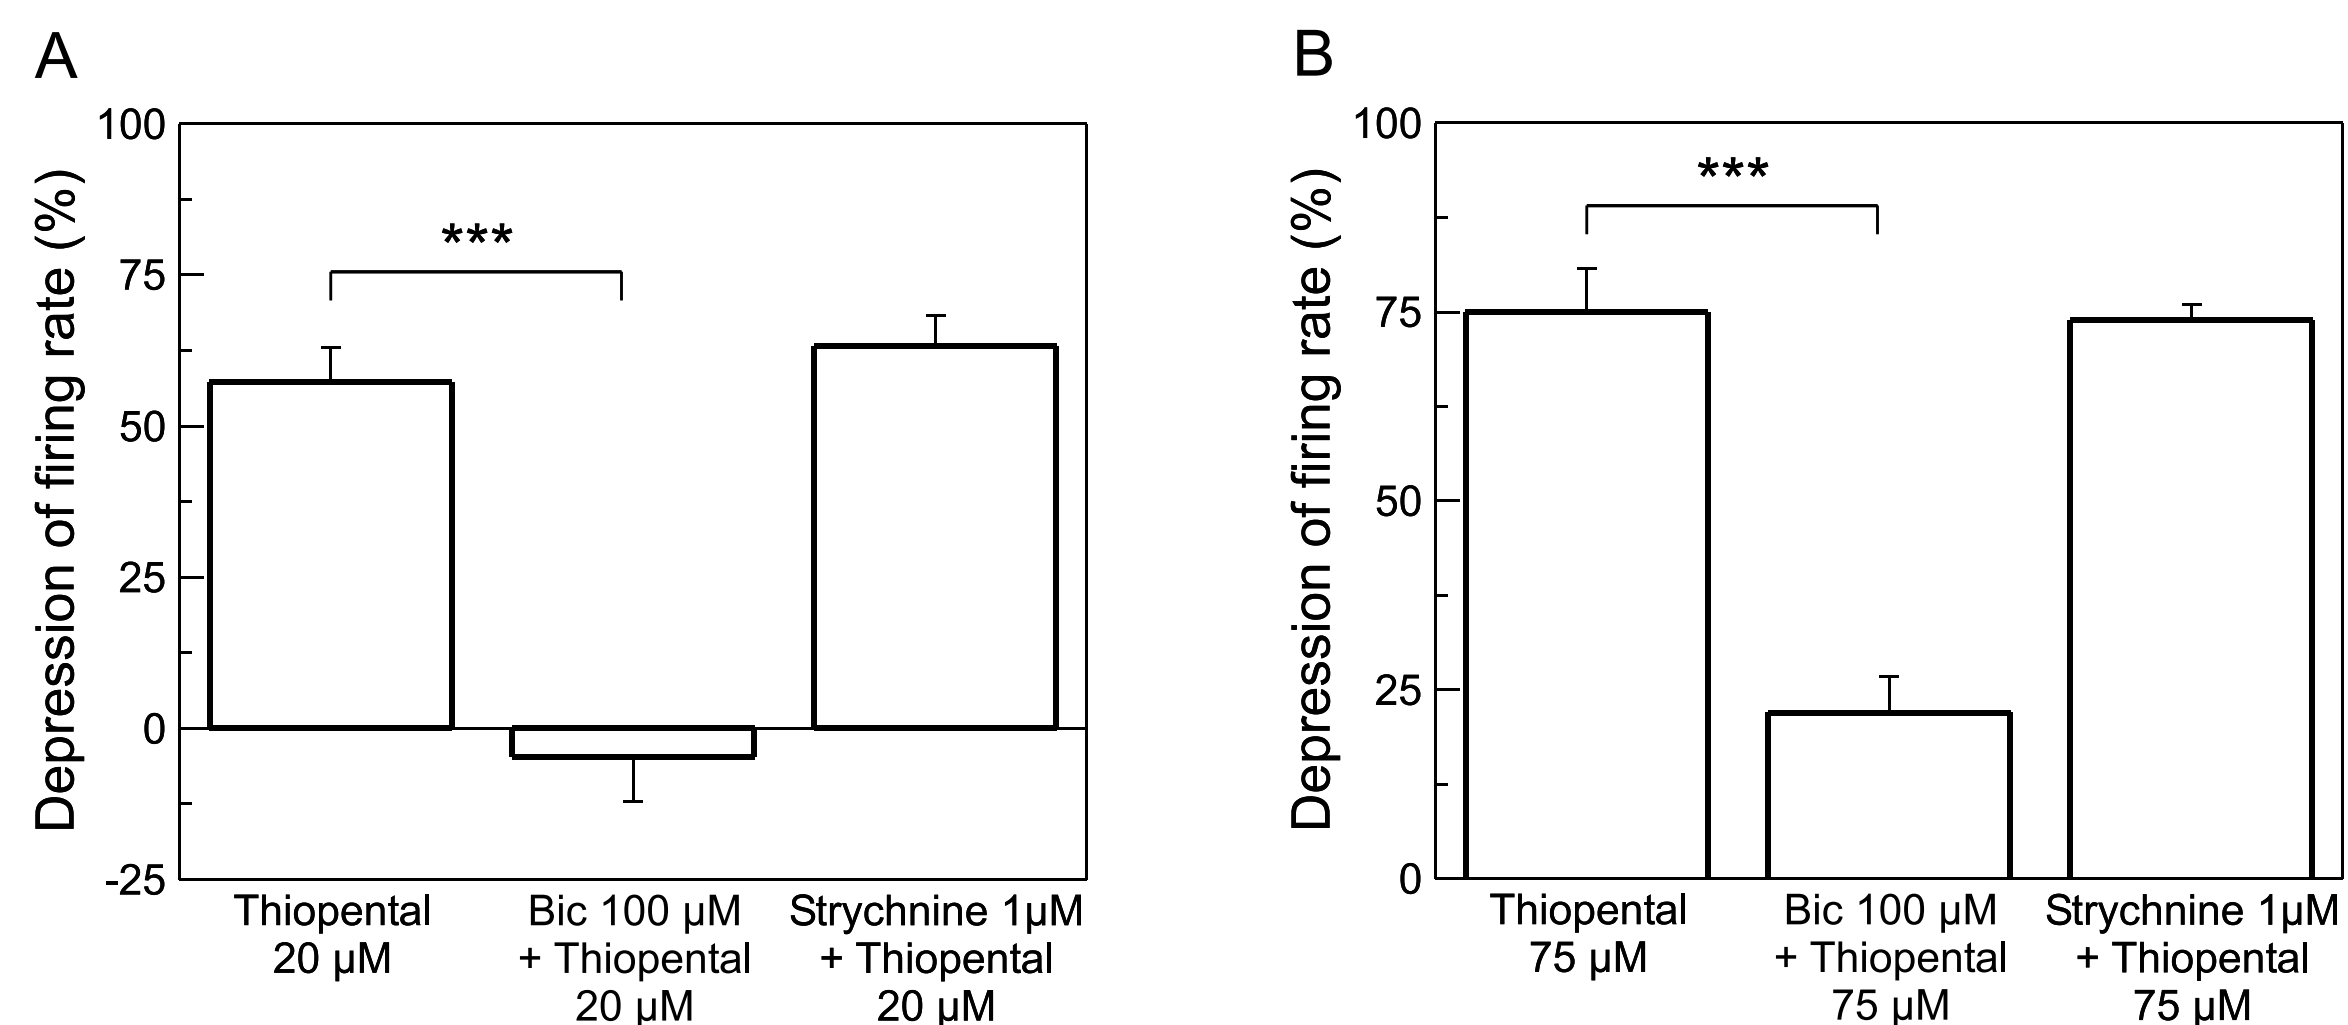 A
Depression of firing rate (%)
100
75
50
25
0
-25
***
Thiopental
20 µM
Bic 100 µM
+ Thiopental
20 µM
Strychnine 1µM
+ Thiopental
20 µM
B
Depression of firing rate (%)
100
75
50
25
0
***
Thiopental
75 µM
Bic 100 µM
+ Thiopental
75 µM
Strychnine 1µM
+ Thiopental
75 µM